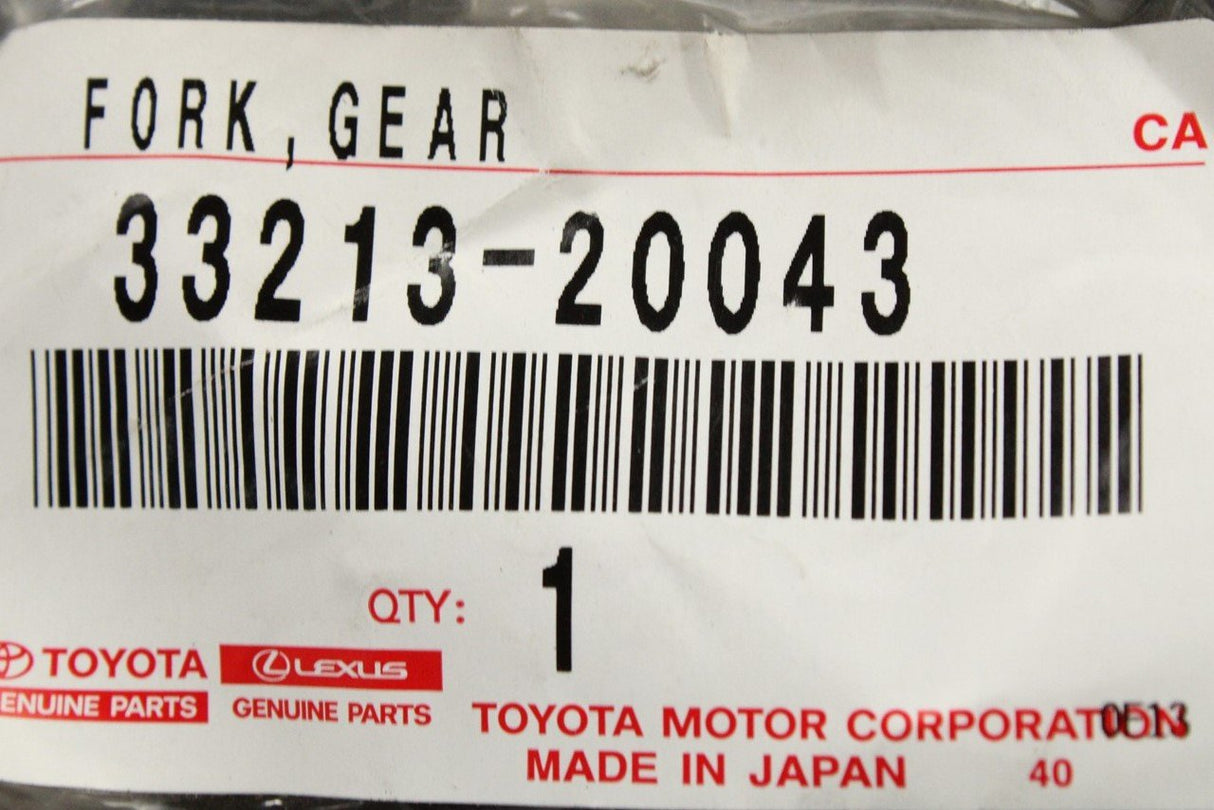 FORK, GEAR
CA
33213-20043
QTY: 1
TOYOTA LEXUS
ENUINE PARTS GENUINE PARTS
TOYOTA MOTOR CORPORATION
MADE IN JAPAN 40